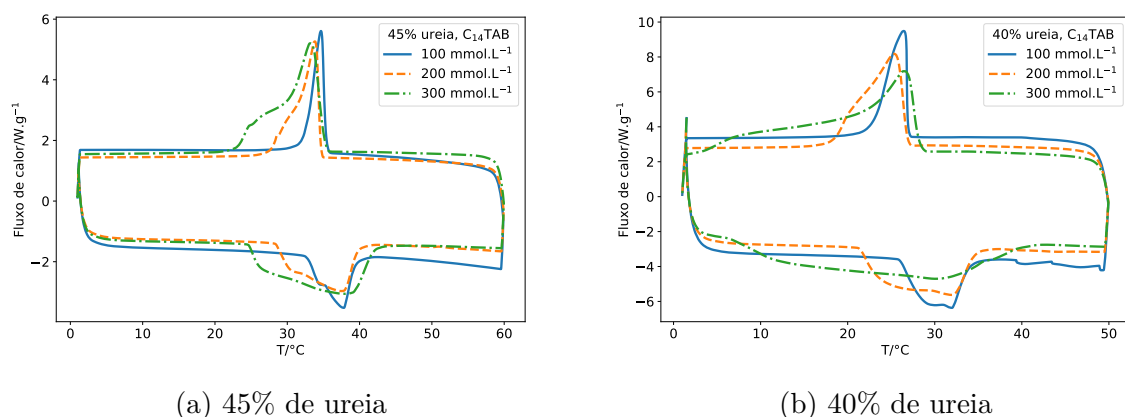 45% ureia, C₁₄TAB
100 mmol.L⁻¹
200 mmol.L⁻¹
300 mmol.L⁻¹
Fluxo de calor/W.g⁻¹
6
4
2
0
−2
0 10 20 30 40 50 60
T/°C
(a) 45% de ureia
40% ureia, C₁₄TAB
100 mmol.L⁻¹
200 mmol.L⁻¹
300 mmol.L⁻¹
Fluxo de calor/W.g⁻¹
10
8
6
4
2
0
−2
−4
−6
0 10 20 30 40 50
T/°C
(b) 40% de ureia